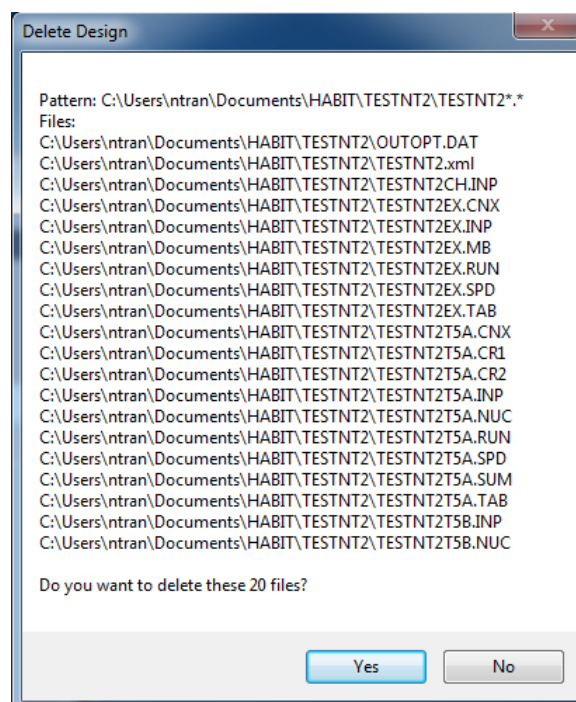 Delete Design
Pattern: C:\Users\ntran\Documents\HABIT\TESTNT2\TESTNT2*.*
Files:
C:\Users\ntran\Documents\HABIT\TESTNT2\OUTOPT.DAT
C:\Users\ntran\Documents\HABIT\TESTNT2\TESTNT2.xml
C:\Users\ntran\Documents\HABIT\TESTNT2\TESTNT2CH.INP
C:\Users\ntran\Documents\HABIT\TESTNT2\TESTNT2EX.CNX
C:\Users\ntran\Documents\HABIT\TESTNT2\TESTNT2EX.INP
C:\Users\ntran\Documents\HABIT\TESTNT2\TESTNT2EX.MB
C:\Users\ntran\Documents\HABIT\TESTNT2\TESTNT2EX.RUN
C:\Users\ntran\Documents\HABIT\TESTNT2\TESTNT2EX.SPD
C:\Users\ntran\Documents\HABIT\TESTNT2\TESTNT2EX.TAB
C:\Users\ntran\Documents\HABIT\TESTNT2\TESTNT2T5A.CNX
C:\Users\ntran\Documents\HABIT\TESTNT2\TESTNT2T5A.CR1
C:\Users\ntran\Documents\HABIT\TESTNT2\TESTNT2T5A.CR2
C:\Users\ntran\Documents\HABIT\TESTNT2\TESTNT2T5A.INP
C:\Users\ntran\Documents\HABIT\TESTNT2\TESTNT2T5A.NUC
C:\Users\ntran\Documents\HABIT\TESTNT2\TESTNT2T5A.RUN
C:\Users\ntran\Documents\HABIT\TESTNT2\TESTNT2T5A.SPD
C:\Users\ntran\Documents\HABIT\TESTNT2\TESTNT2T5A.SUM
C:\Users\ntran\Documents\HABIT\TESTNT2\TESTNT2T5A.TAB
C:\Users\ntran\Documents\HABIT\TESTNT2\TESTNT2T5B.INP
C:\Users\ntran\Documents\HABIT\TESTNT2\TESTNT2T5B.NUC
Do you want to delete these 20 files?
Yes
No